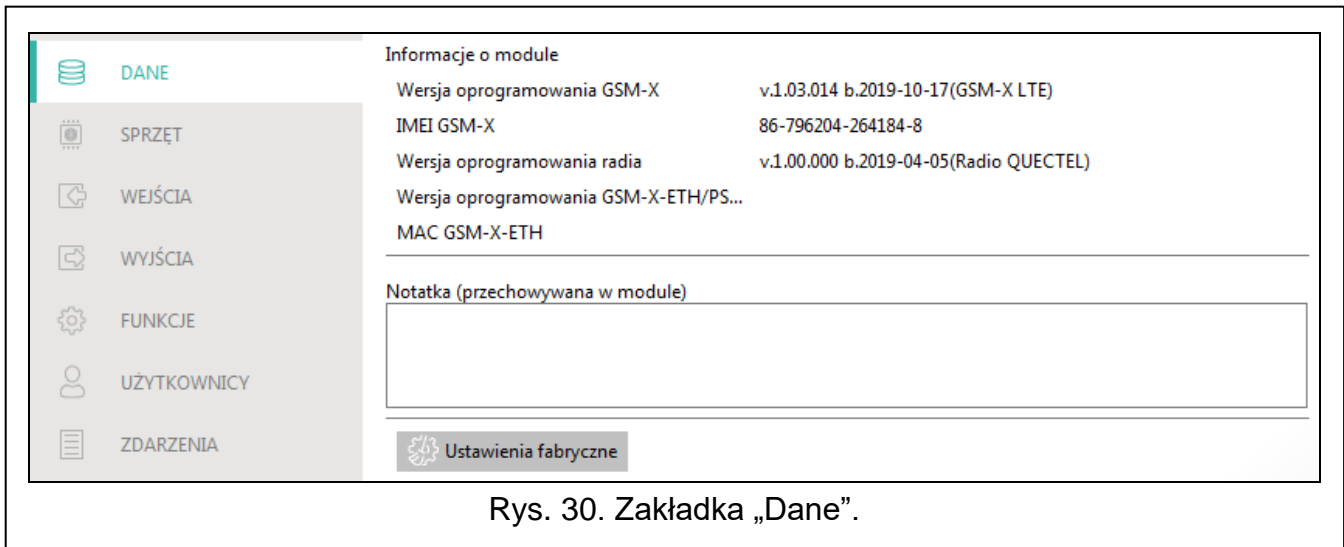 DANE
SPRZĘT
WEJŚCIA
WYJŚCIA
FUNKCJE
UŻYTKOWNICY
ZDARZENIA
Informacje o module
Wersja oprogramowania GSM-X v.1.03.014 b.2019-10-17(GSM-X LTE)
IMEI GSM-X 86-796204-264184-8
Wersja oprogramowania radia v.1.00.000 b.2019-04-05(Radio QUECTEL)
Wersja oprogramowania GSM-X-ETH/PS...
MAC GSM-X-ETH
Notatka (przechowywana w module)
Ustawienia fabryczne
Rys. 30. Zakładka „Dane”.